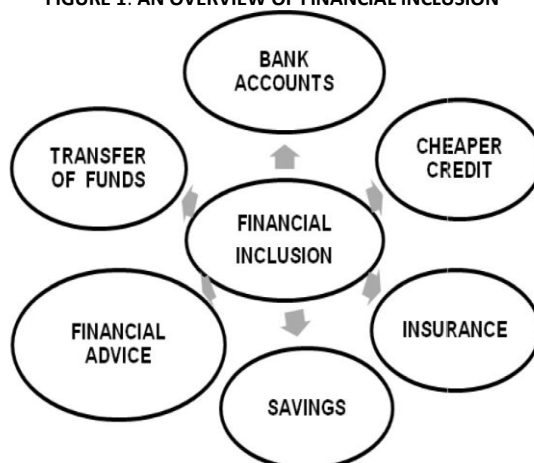 FIGURE 1: AN OVERVIEW OF FINANCIAL INCLUSION
BANK
ACCOUNTS
TRANSFER
OF FUNDS
CHEAPER
CREDIT
FINANCIAL
INCLUSION
FINANCIAL
ADVICE
INSURANCE
SAVINGS